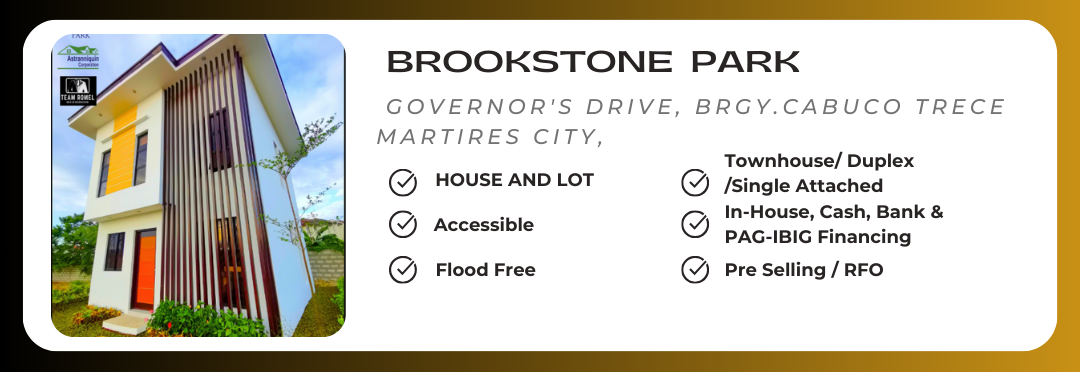 PARK
Astranniquin
Corporation
TEAM ROMEL
BROOKSTONE PARK
GOVERNOR'S DRIVE, BRGY.CABUCO TRECE
MARTIRES CITY,
HOUSE AND LOT
Accessible
Flood Free
Townhouse/ Duplex
/Single Attached
In-House, Cash, Bank &
PAG-IBIG Financing
Pre Selling / RFO